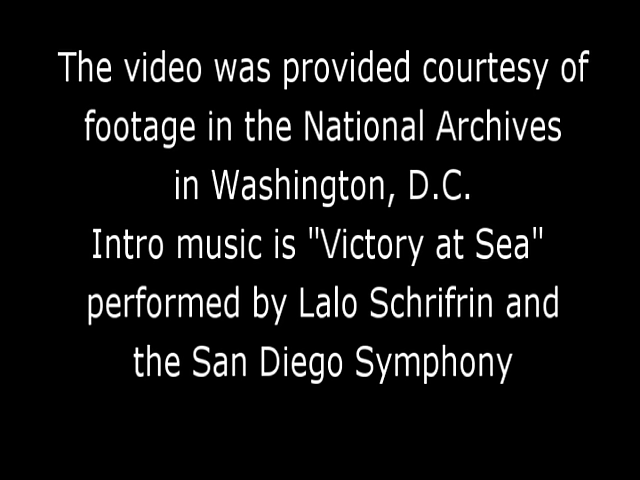 The video was provided courtesy of
footage in the National Archives
in Washington, D.C.
Intro music is "Victory at Sea"
performed by Lalo Schrifrin and
the San Diego Symphony